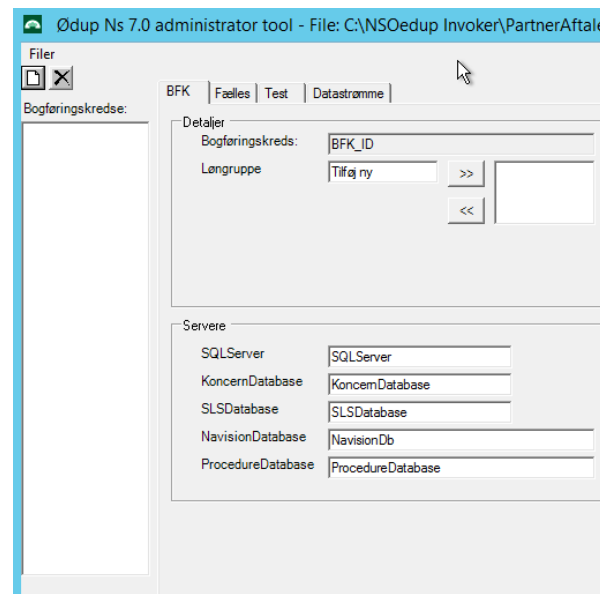 Ødup Ns 7.0 administrator tool - File: C:\NSOedup Invoker\PartnerAftale
Filer
Bogføringskredse:
BFK Fælles Test Datastrømme
Detaljer
Bogføringskreds: BFK_ID
Løngruppe Tilføj ny >>
<<
Servere
SQLServer SQLServer
KoncernDatabase KoncernDatabase
SLSDatabase SLSDatabase
NavisionDatabase NavisionDb
ProcedureDatabase ProcedureDatabase